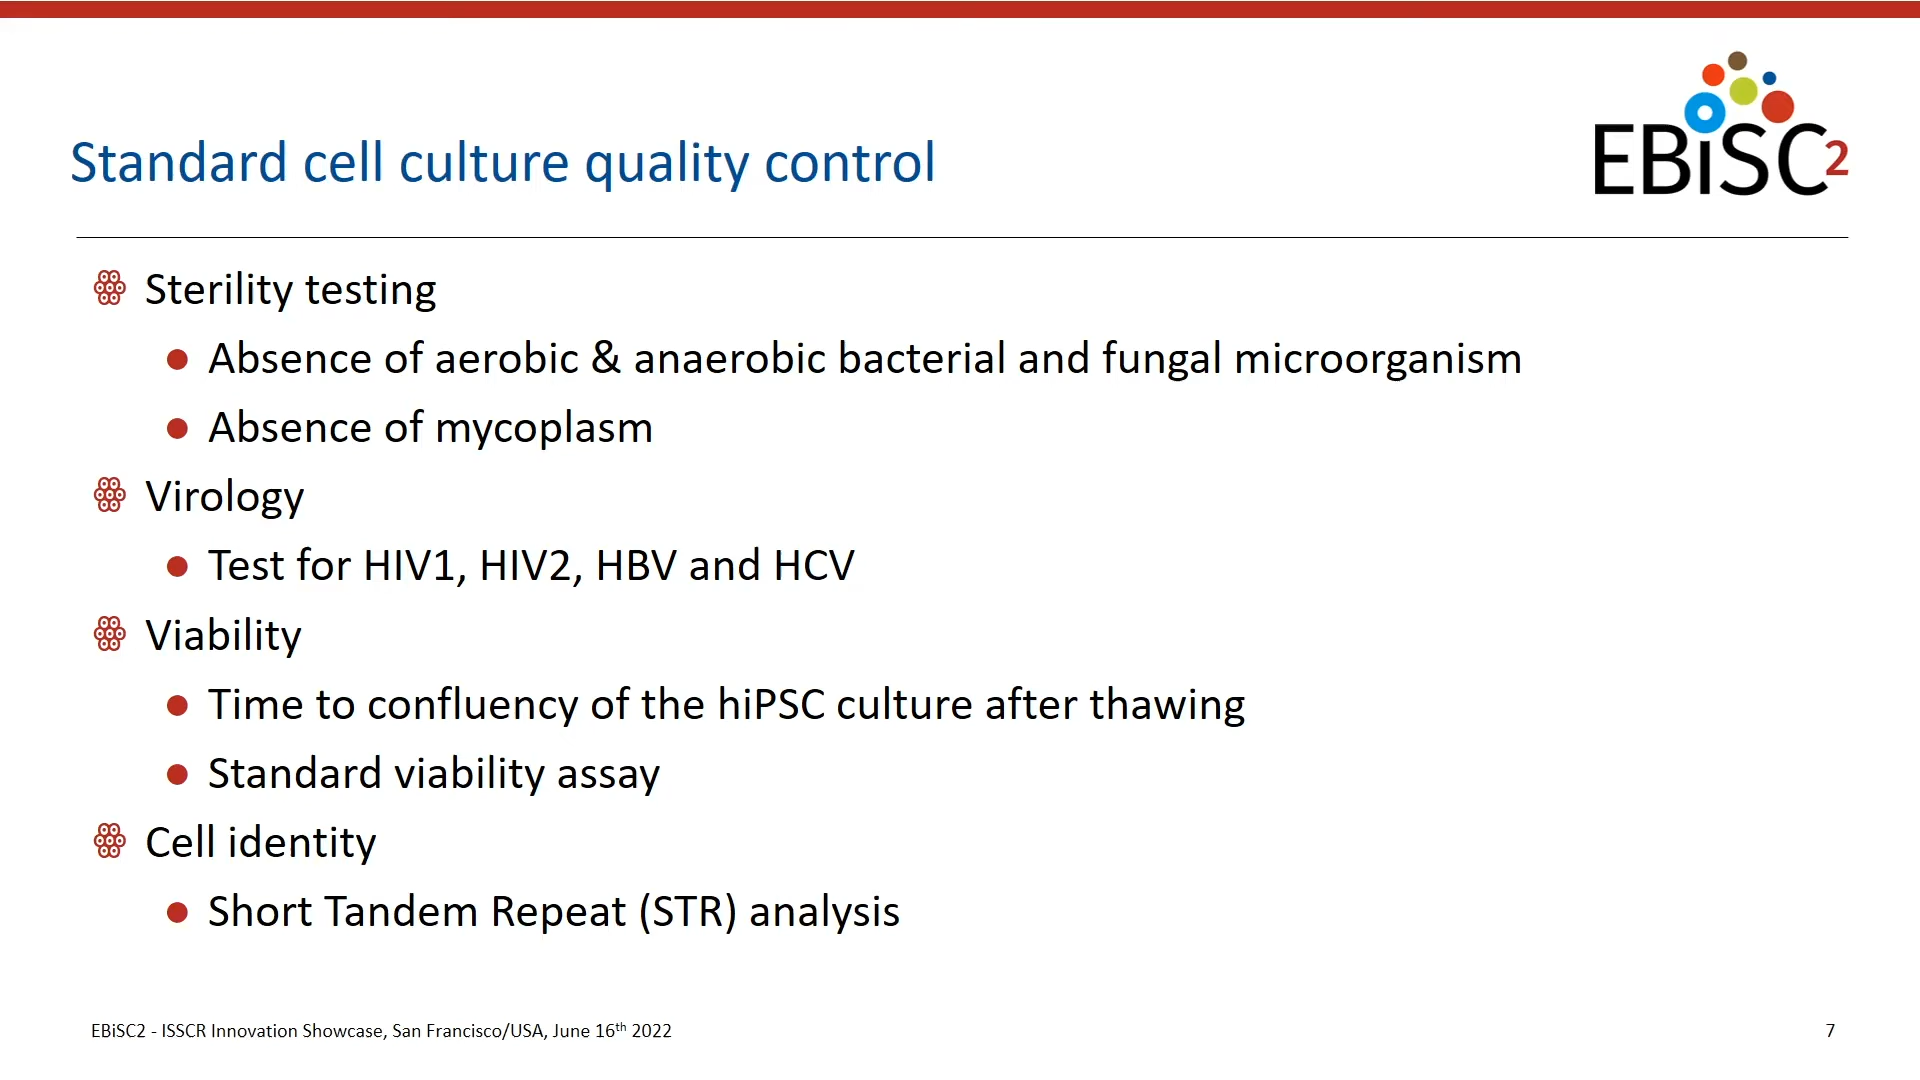 EBiSC2
Standard cell culture quality control
Sterility testing
Absence of aerobic & anaerobic bacterial and fungal microorganism
Absence of mycoplasm
Virology
Test for HIV1, HIV2, HBV and HCV
Viability
Time to confluency of the hiPSC culture after thawing
Standard viability assay
Cell identity
Short Tandem Repeat (STR) analysis
EBiSC2 - ISSCR Innovation Showcase, San Francisco/USA, June 16th 2022
7